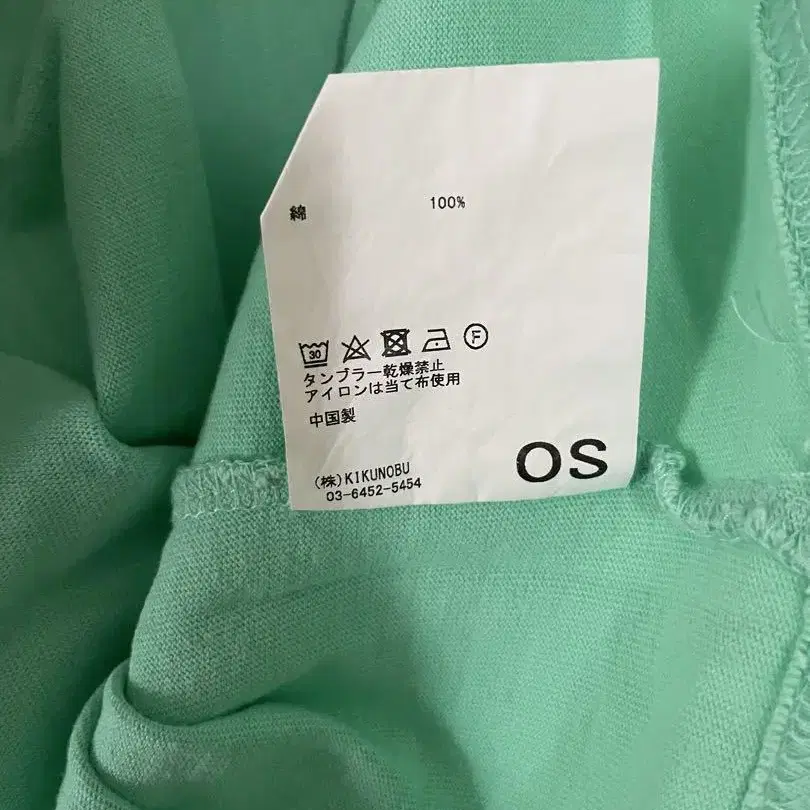 綿 100%
30 F
タンブラー乾燥禁止
アイロンは当て布使用
中国製
(株)KIKUNOBU
03-6452-5454
OS